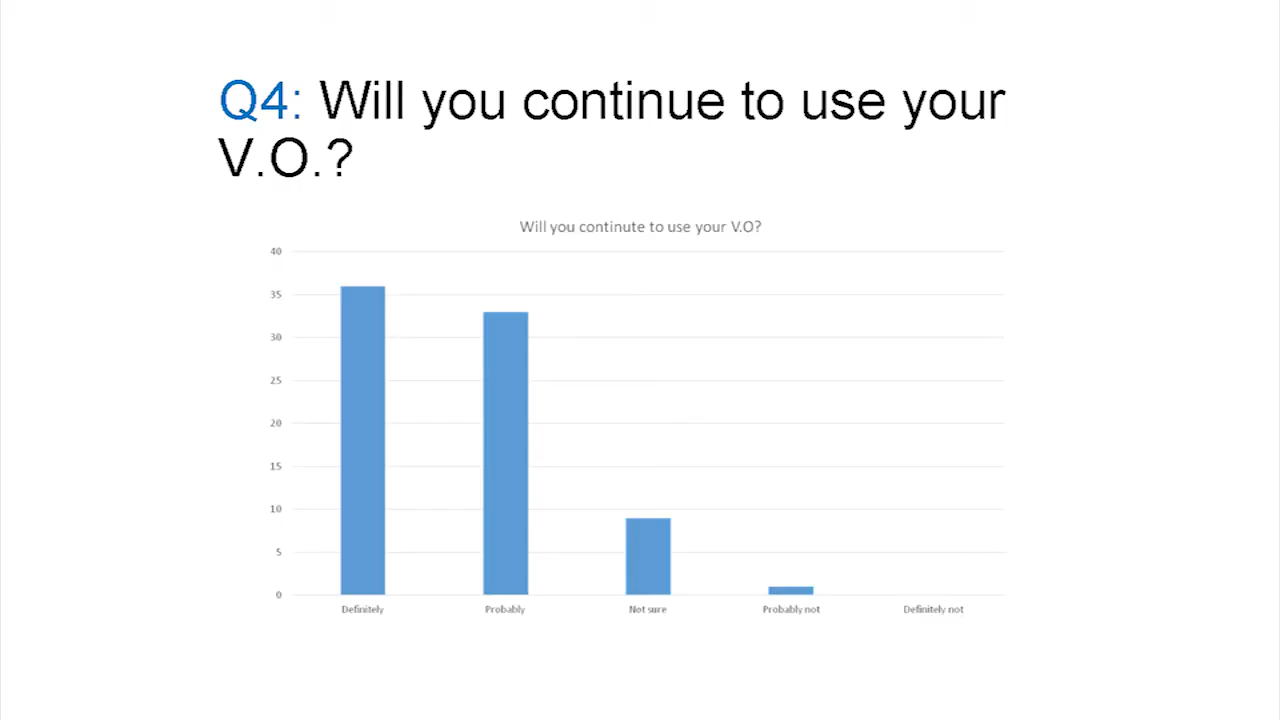 Q4: Will you continue to use your
V.O.?
Will you continute to use your V.O?
40
35
30
25
20
15
10
5
0
Definitely
Probably
Not sure
Probably not
Definitely not